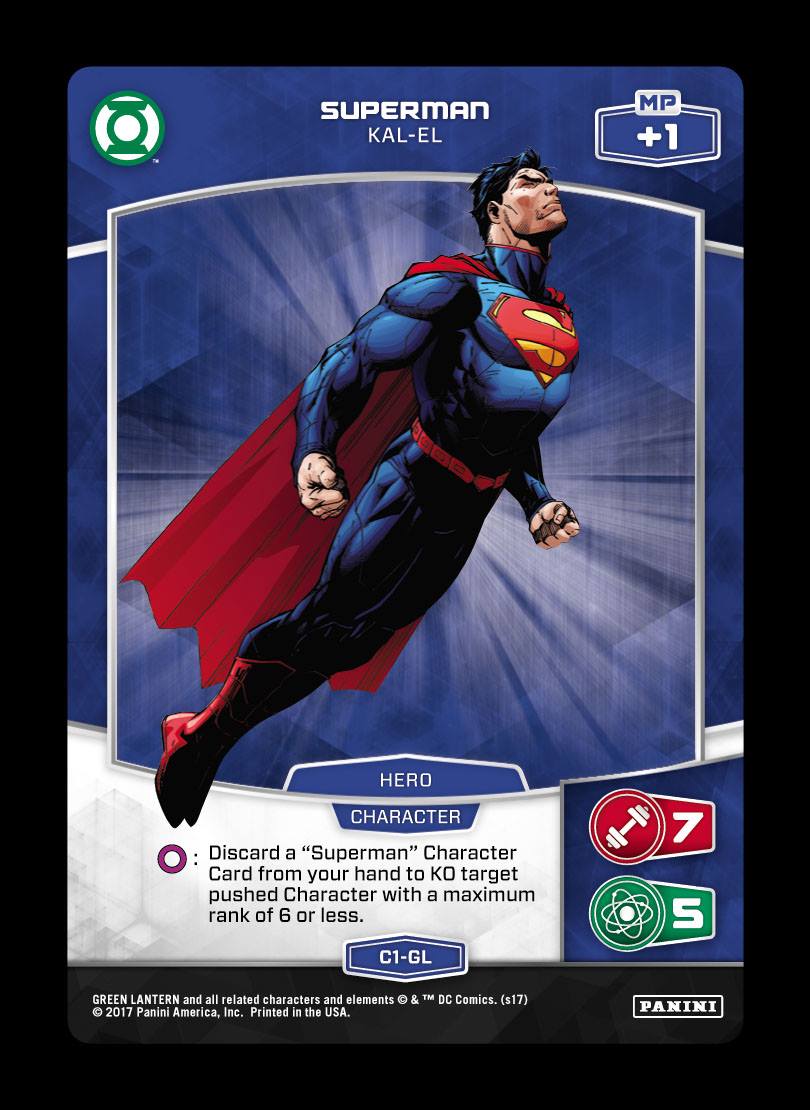 SUPERMAN
KAL-EL
MP
+1
™
HERO
CHARACTER
7
: Discard a “Superman” Character
Card from your hand to KO target
pushed Character with a maximum
rank of 6 or less.
5
C1-GL
GREEN LANTERN and all related characters and elements © & ™ DC Comics. (s17)
© 2017 Panini America, Inc. Printed in the USA.
PANINI